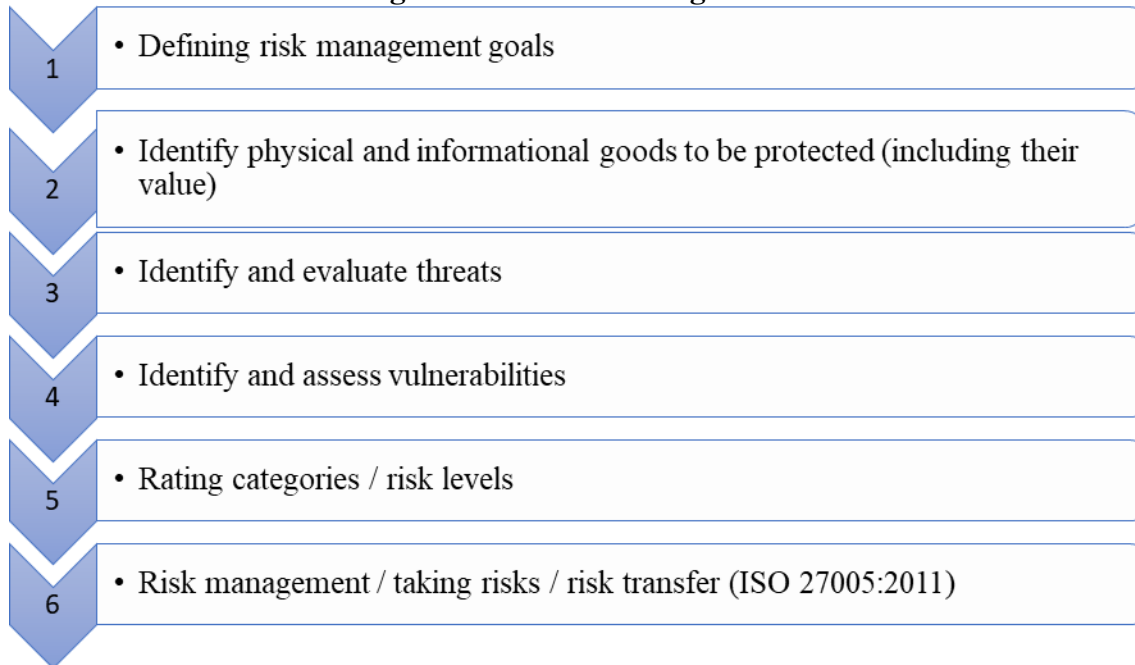 1
• Defining risk management goals
2
• Identify physical and informational goods to be protected (including their
value)
3
• Identify and evaluate threats
4
• Identify and assess vulnerabilities
5
• Rating categories / risk levels
6
• Risk management / taking risks / risk transfer (ISO 27005:2011)